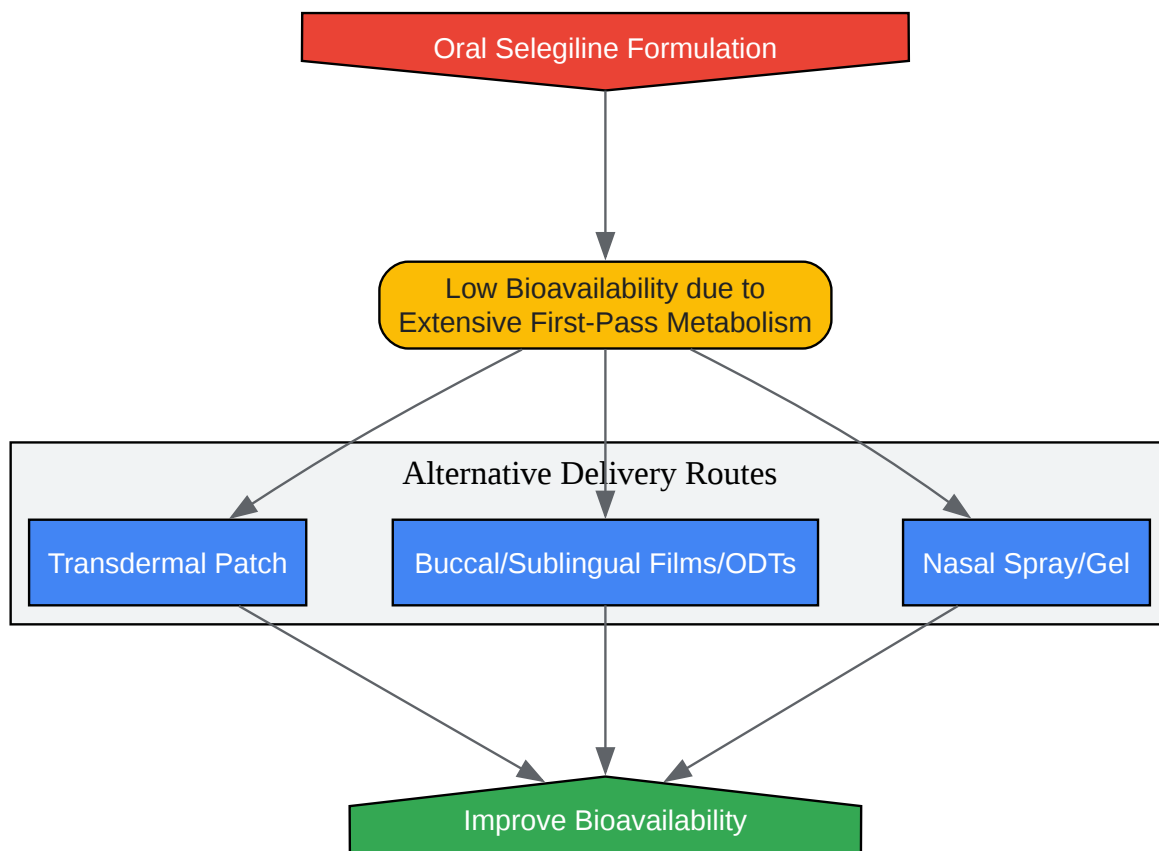 Oral Selegiline Formulation
Low Bioavailability due to
Extensive First-Pass Metabolism
Alternative Delivery Routes
Transdermal Patch
Buccal/Sublingual Films/ODTs
Nasal Spray/Gel
Improve Bioavailability